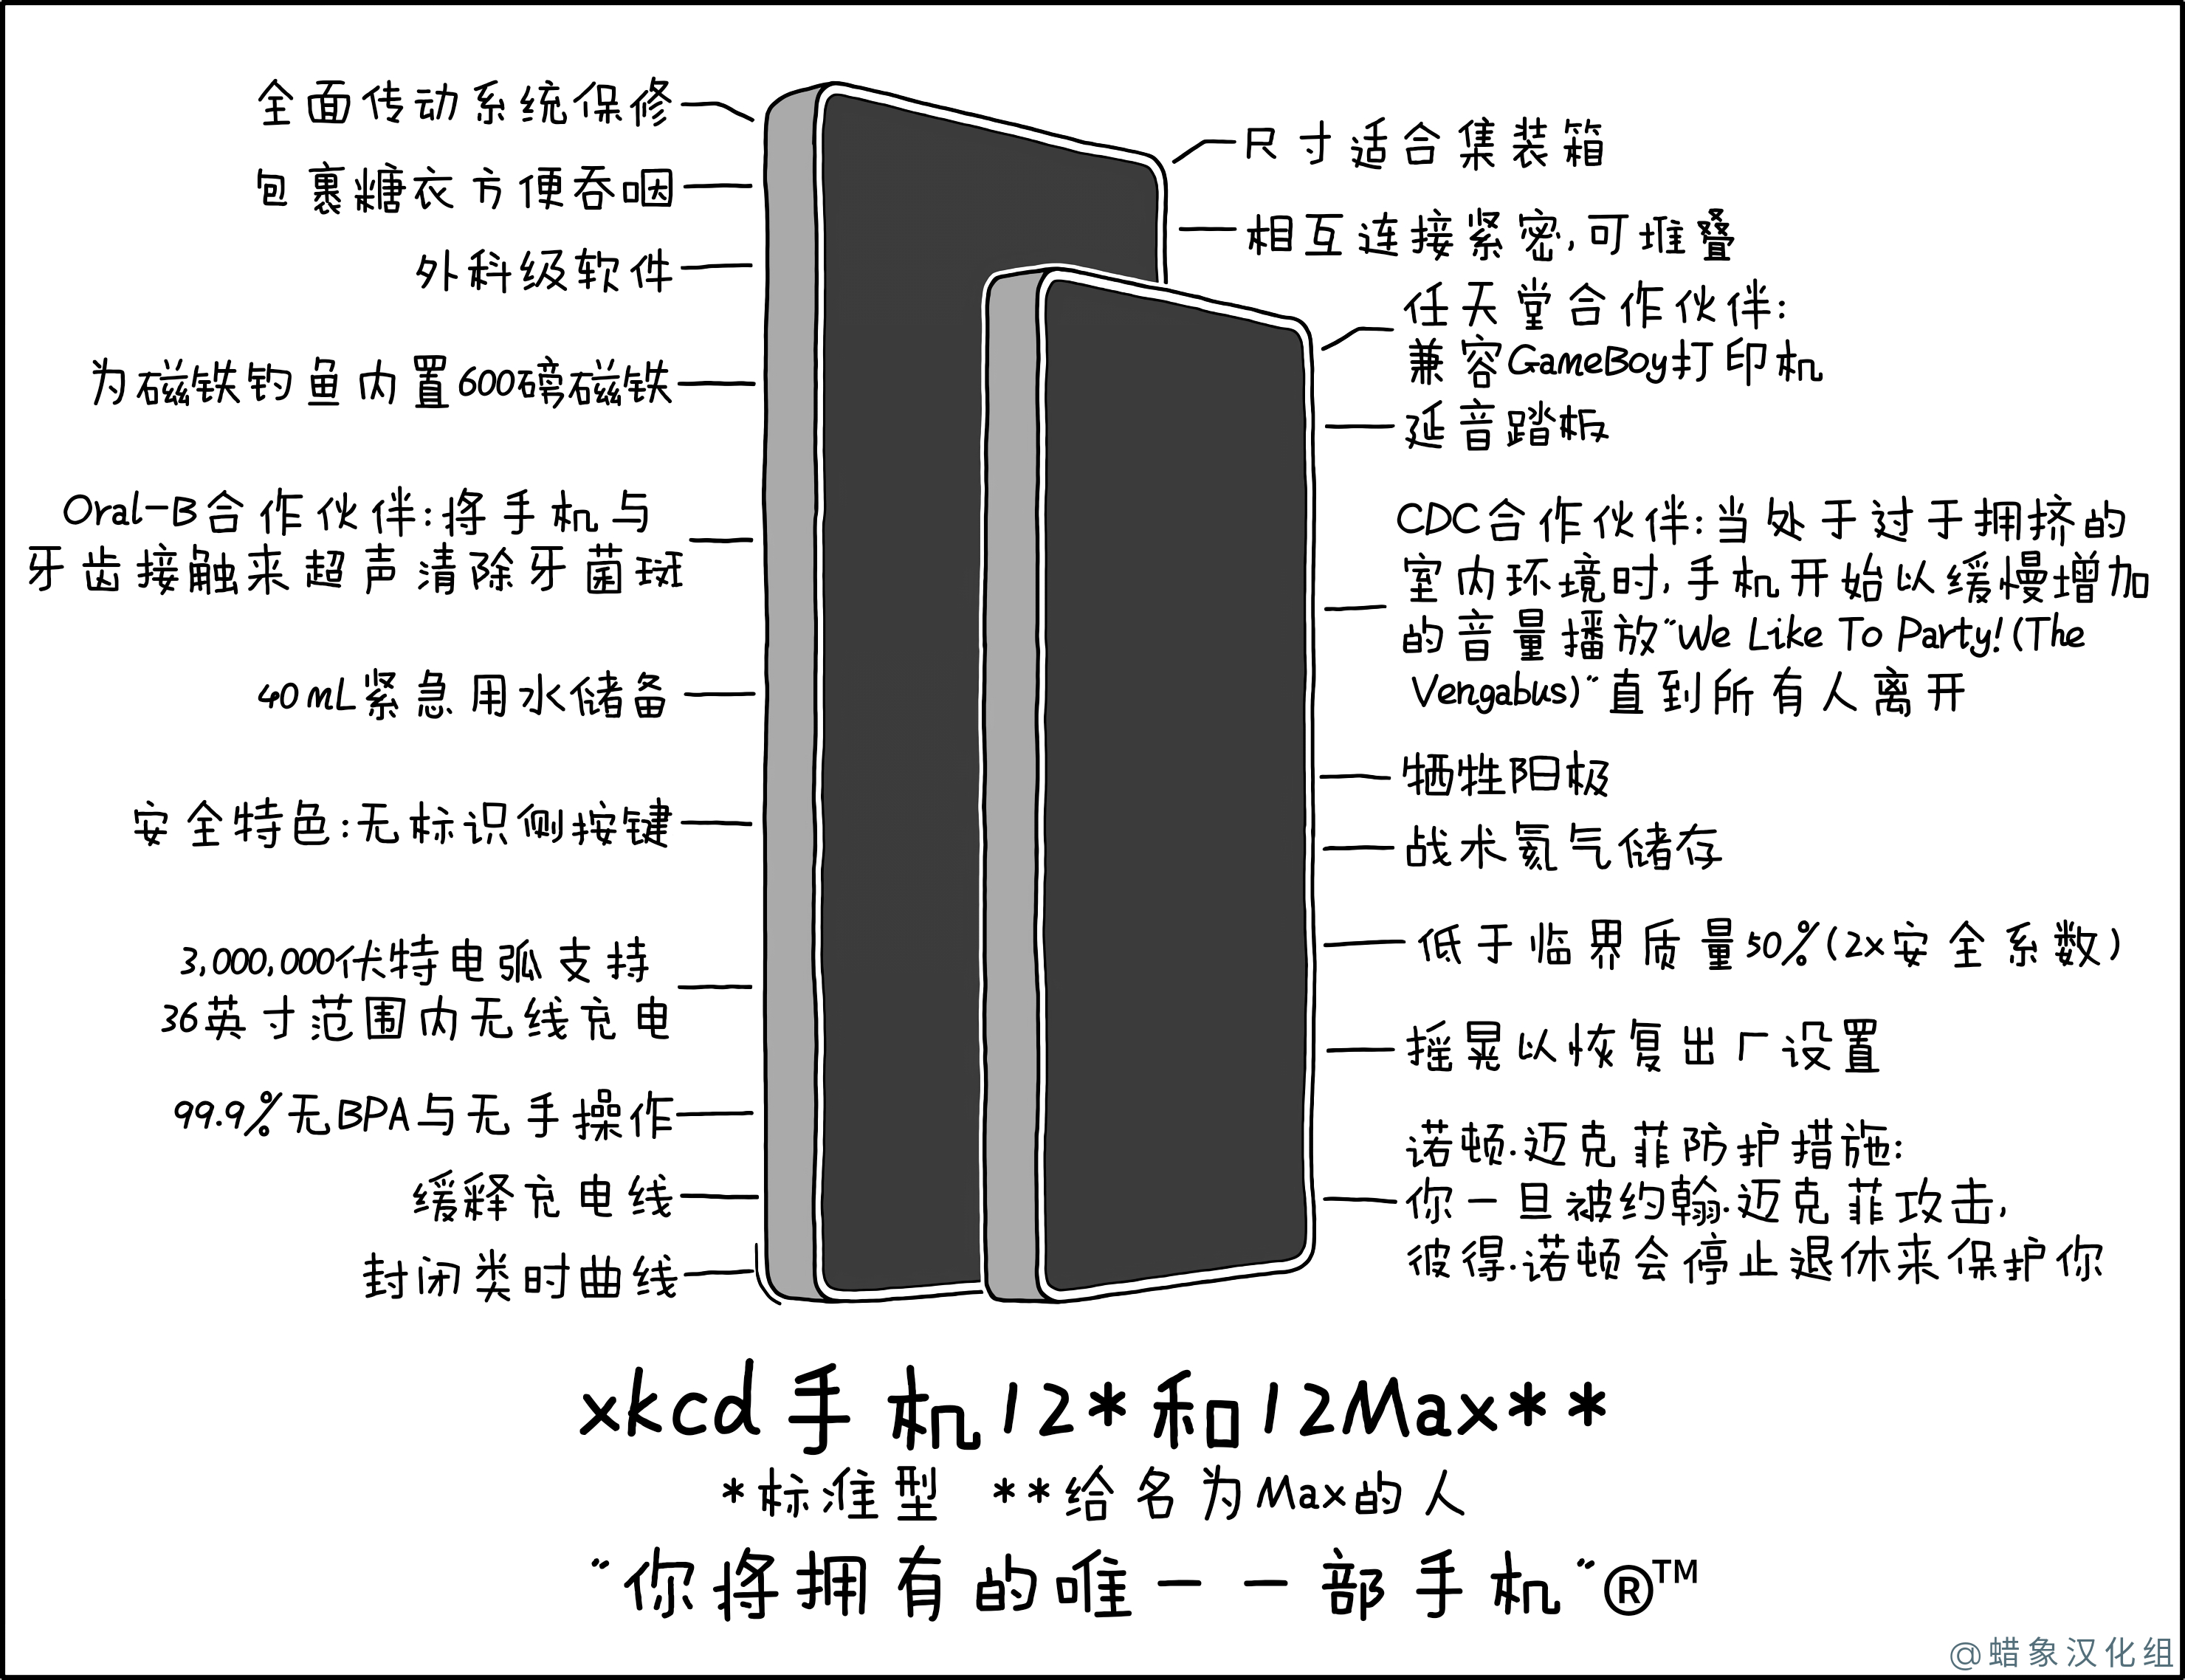 全面传动系统保修
包裹糖衣方便吞咽
外科级软件
为磁铁钓鱼内置600磅磁铁
Oral-B合作伙伴:将手机与
牙齿接触来超声清除牙菌斑
40mL紧急用水储备
安全特色:无标识侧按键
3,000,000伏特电弧支持
36英寸范围内无线充电
99.9%无BPA与无手操作
缓释充电线
封闭类时曲线
尺寸适合集装箱
相互连接紧密,可堆叠
任天堂合作伙伴:
兼容GameBoy打印机
延音踏板
CDC合作伙伴:当处于过于拥挤的
室内环境时,手机开始以缓慢增加
的音量播放"We Like To Party!(The
Vengabus)"直到所有人离开
牺牲阳极
战术氦气储存
低于临界质量50%(2x安全系数)
摇晃以恢复出厂设置
诺顿·迈克菲防护措施:
你一旦被约翰·迈克菲攻击,
彼得·诺顿会停止退休来保护你
xkcd手机12*和12Max**
*标准型 **给名为Max的人
"你将拥有的唯一一部手机"®™
@蜡象汉化组